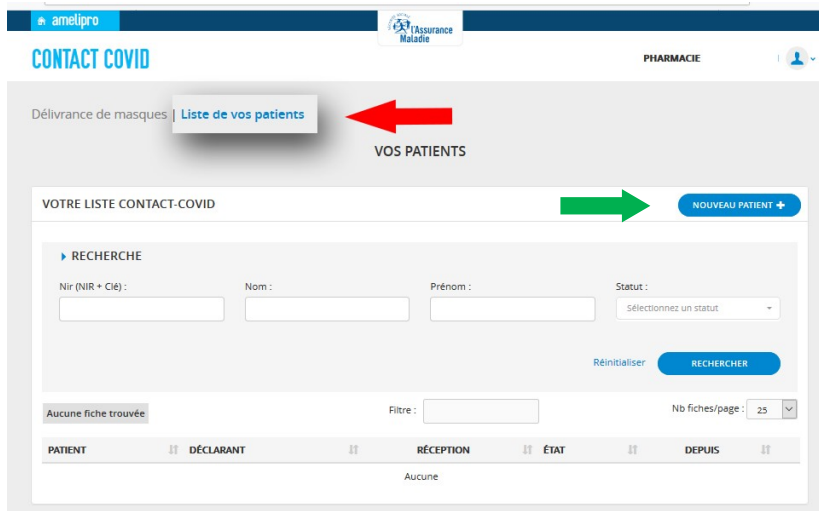 amelipro
l'Assurance
Maladie
CONTACT COVID
PHARMACIE
Délivrance de masques | Liste de vos patients
VOS PATIENTS
VOTRE LISTE CONTACT-COVID
NOUVEAU PATIENT +
RECHERCHE
Nir (NIR + Clé) : Nom : Prénom : Statut :
Sélectionnez un statut
Réinitialiser RECHERCHER
Aucune fiche trouvée Filtre : Nb fiches/page : 25
PATIENT DÉCLARANT RÉCEPTION ÉTAT DEPUIS
Aucune